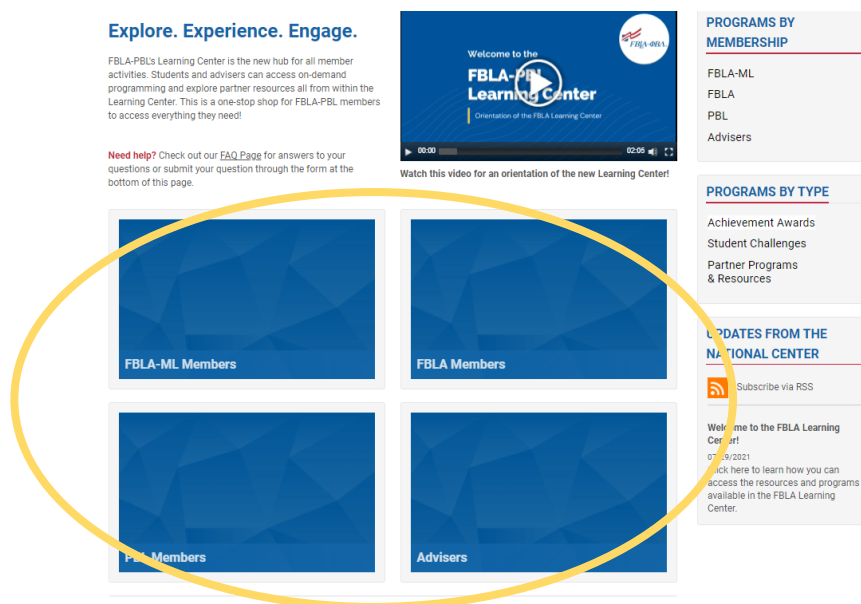 Explore. Experience. Engage.
FBLA-PBL's Learning Center is the new hub for all member
activities. Students and advisers can access on-demand
programming and explore partner resources all from within the
Learning Center. This is a one-stop shop for FBLA-PBL members
to access everything they need!
Need help? Check out our FAQ Page for answers to your
questions or submit your question through the form at the
bottom of this page.
Welcome to the
FBLA-PBL
Learning Center
Orientation of the FBLA Learning Center
FBLA-PBL
00:00
02:05
Watch this video for an orientation of the new Learning Center!
FBLA-ML Members
FBLA Members
PBL Members
Advisers
PROGRAMS BY
MEMBERSHIP
FBLA-ML
FBLA
PBL
Advisers
PROGRAMS BY TYPE
Achievement Awards
Student Challenges
Partner Programs
& Resources
UPDATES FROM THE
NATIONAL CENTER
Subscribe via RSS
Welcome to the FBLA Learning
Center!
07/29/2021
Click here to learn how you can
access the resources and programs
available in the FBLA Learning
Center.